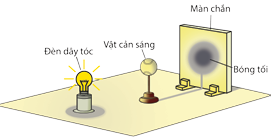 Màn chắn
Vật cản sáng
Đèn dây tóc
Bóng tối